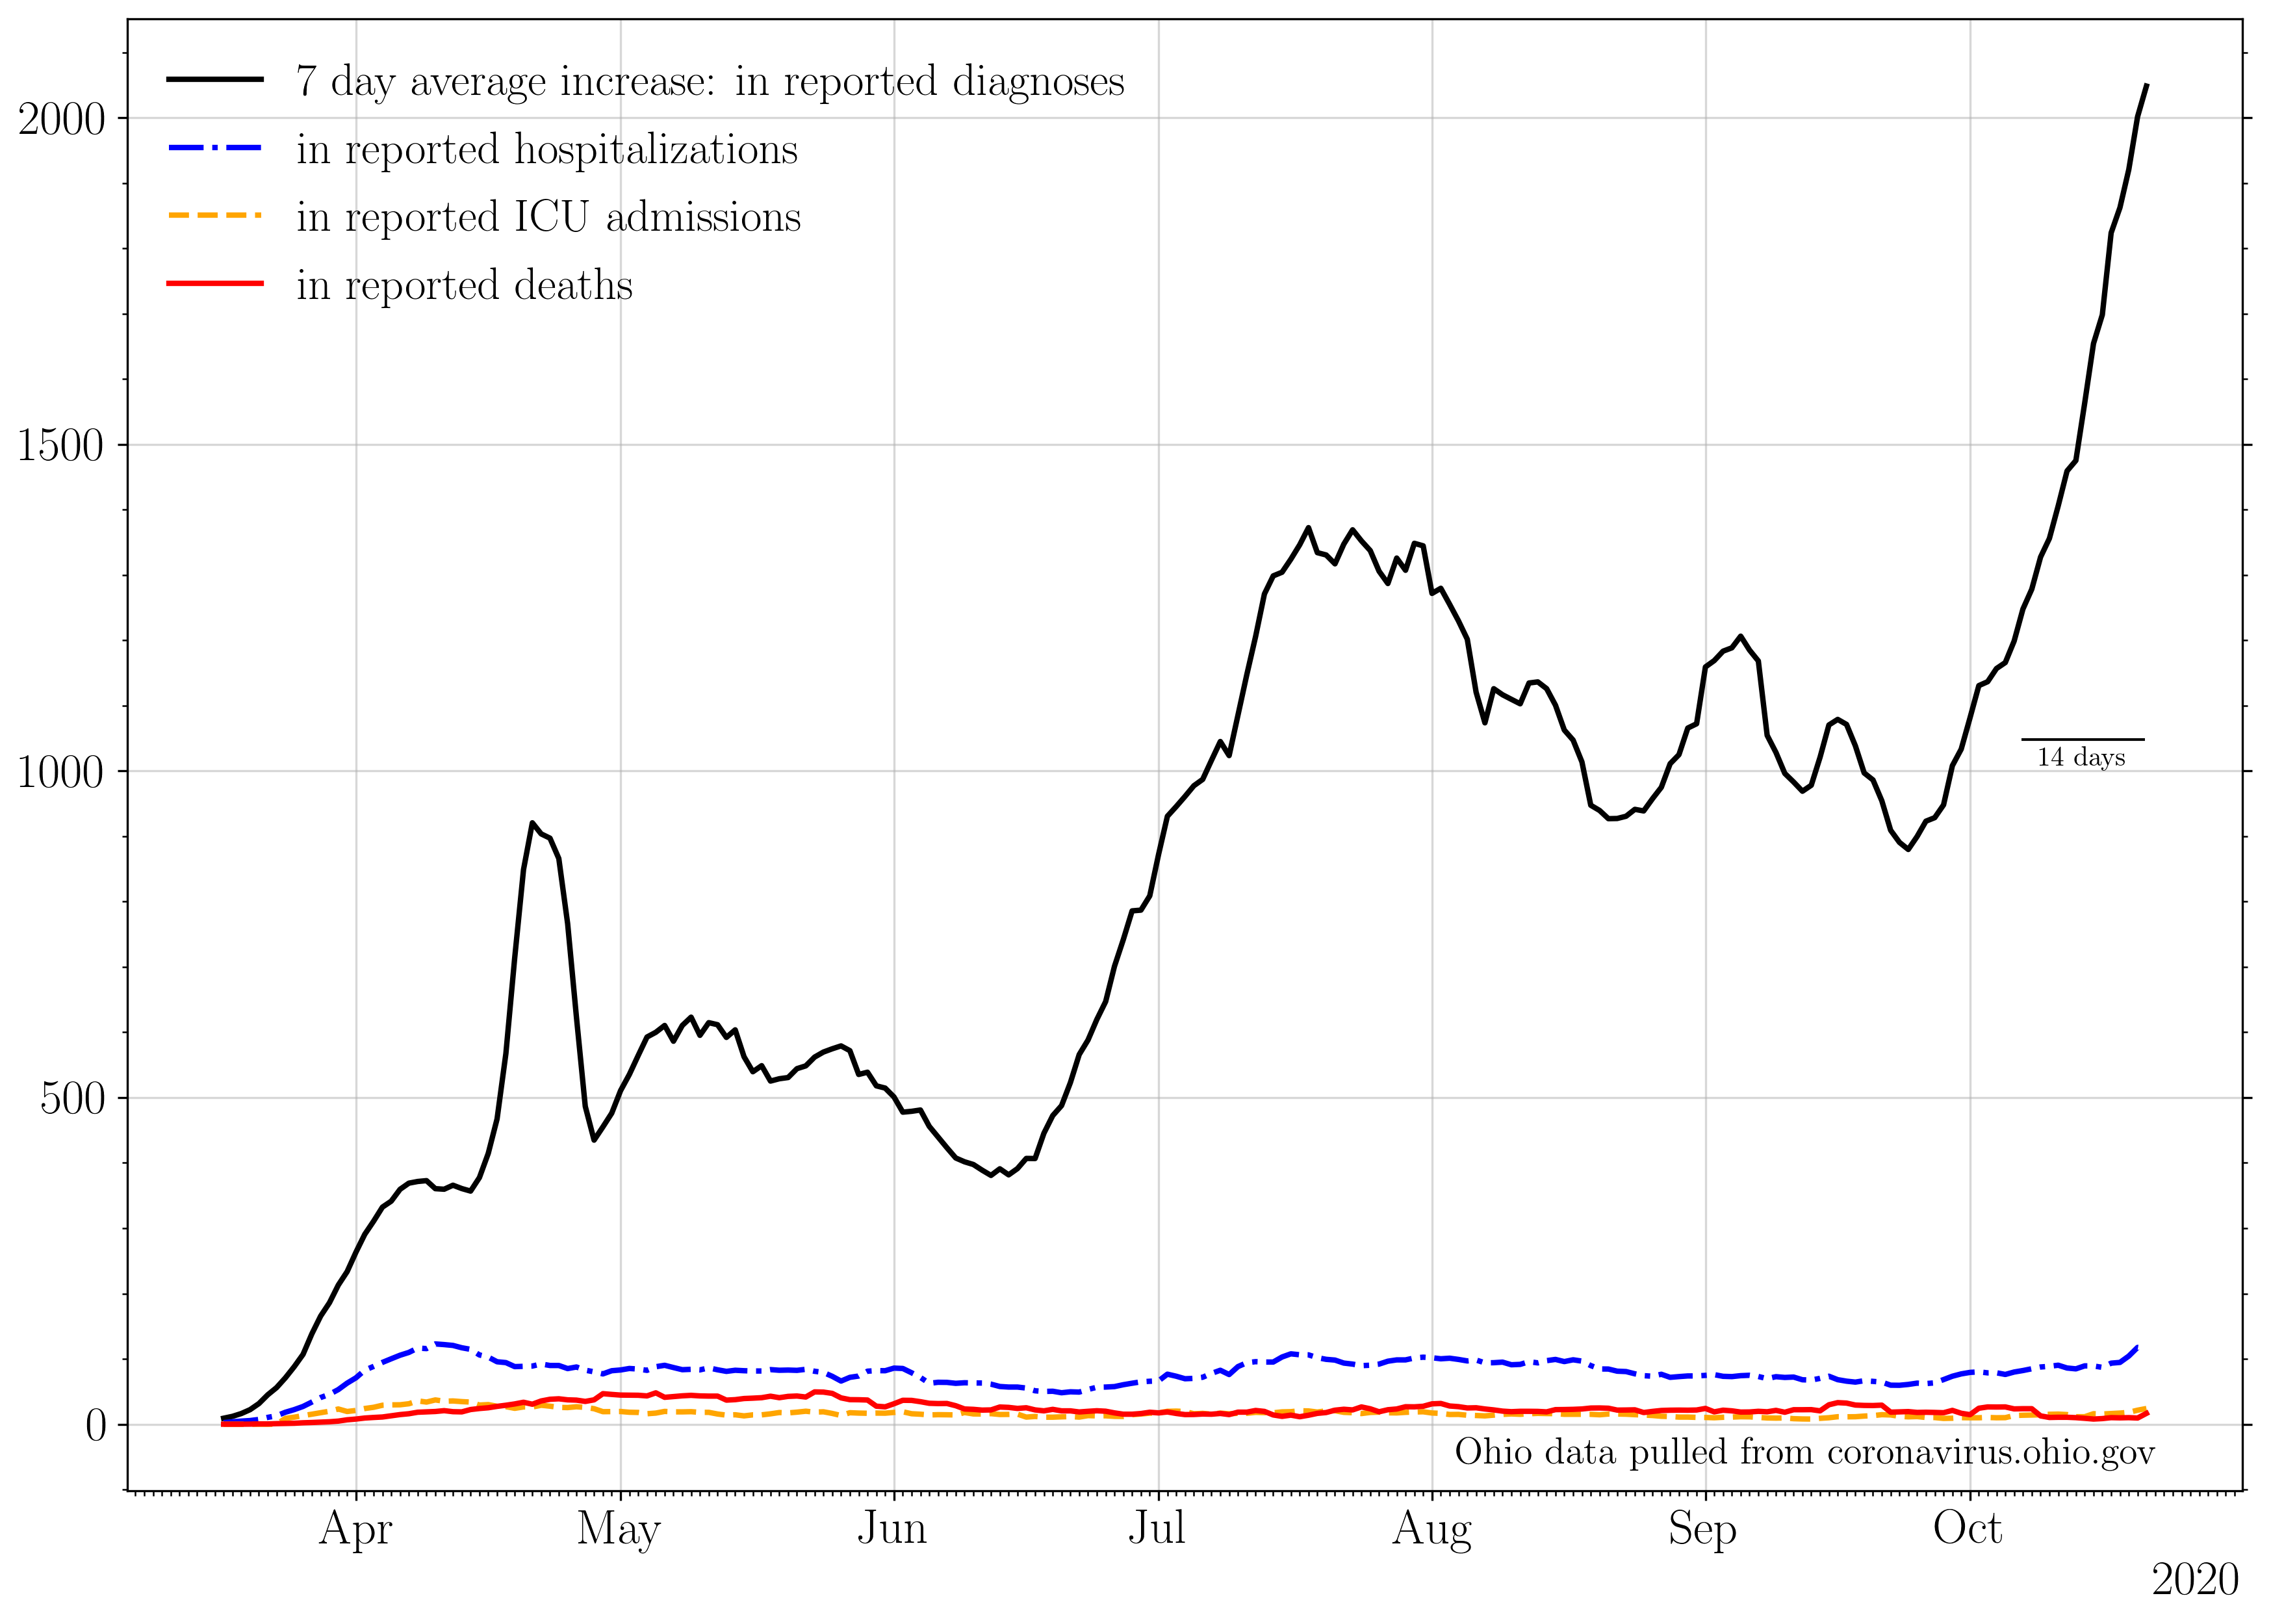 7 day average increase: in reported diagnoses
in reported hospitalizations
in reported ICU admissions
in reported deaths
2000
1500
1000
500
0
14 days
Ohio data pulled from coronavirus.ohio.gov
Apr May Jun Jul Aug Sep Oct
2020